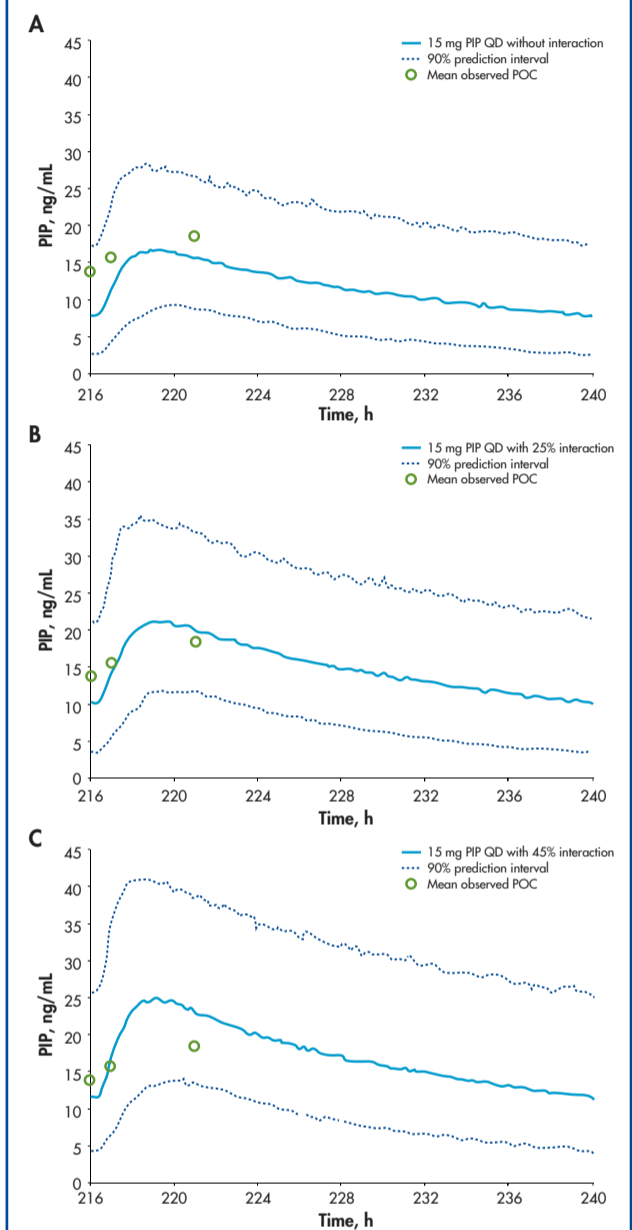 A
45
40
35
30
25
20
15
10
5
0
PIP, ng/mL
15 mg PIP QD without interaction
90% prediction interval
Mean observed POC
216 220 224 228 232 236 240
Time, h
B
45
40
35
30
25
20
15
10
5
0
PIP, ng/mL
15 mg PIP QD with 25% interaction
90% prediction interval
Mean observed POC
216 220 224 228 232 236 240
Time, h
C
45
40
35
30
25
20
15
10
5
0
PIP, ng/mL
15 mg PIP QD with 45% interaction
90% prediction interval
Mean observed POC
216 220 224 228 232 236 240
Time, h